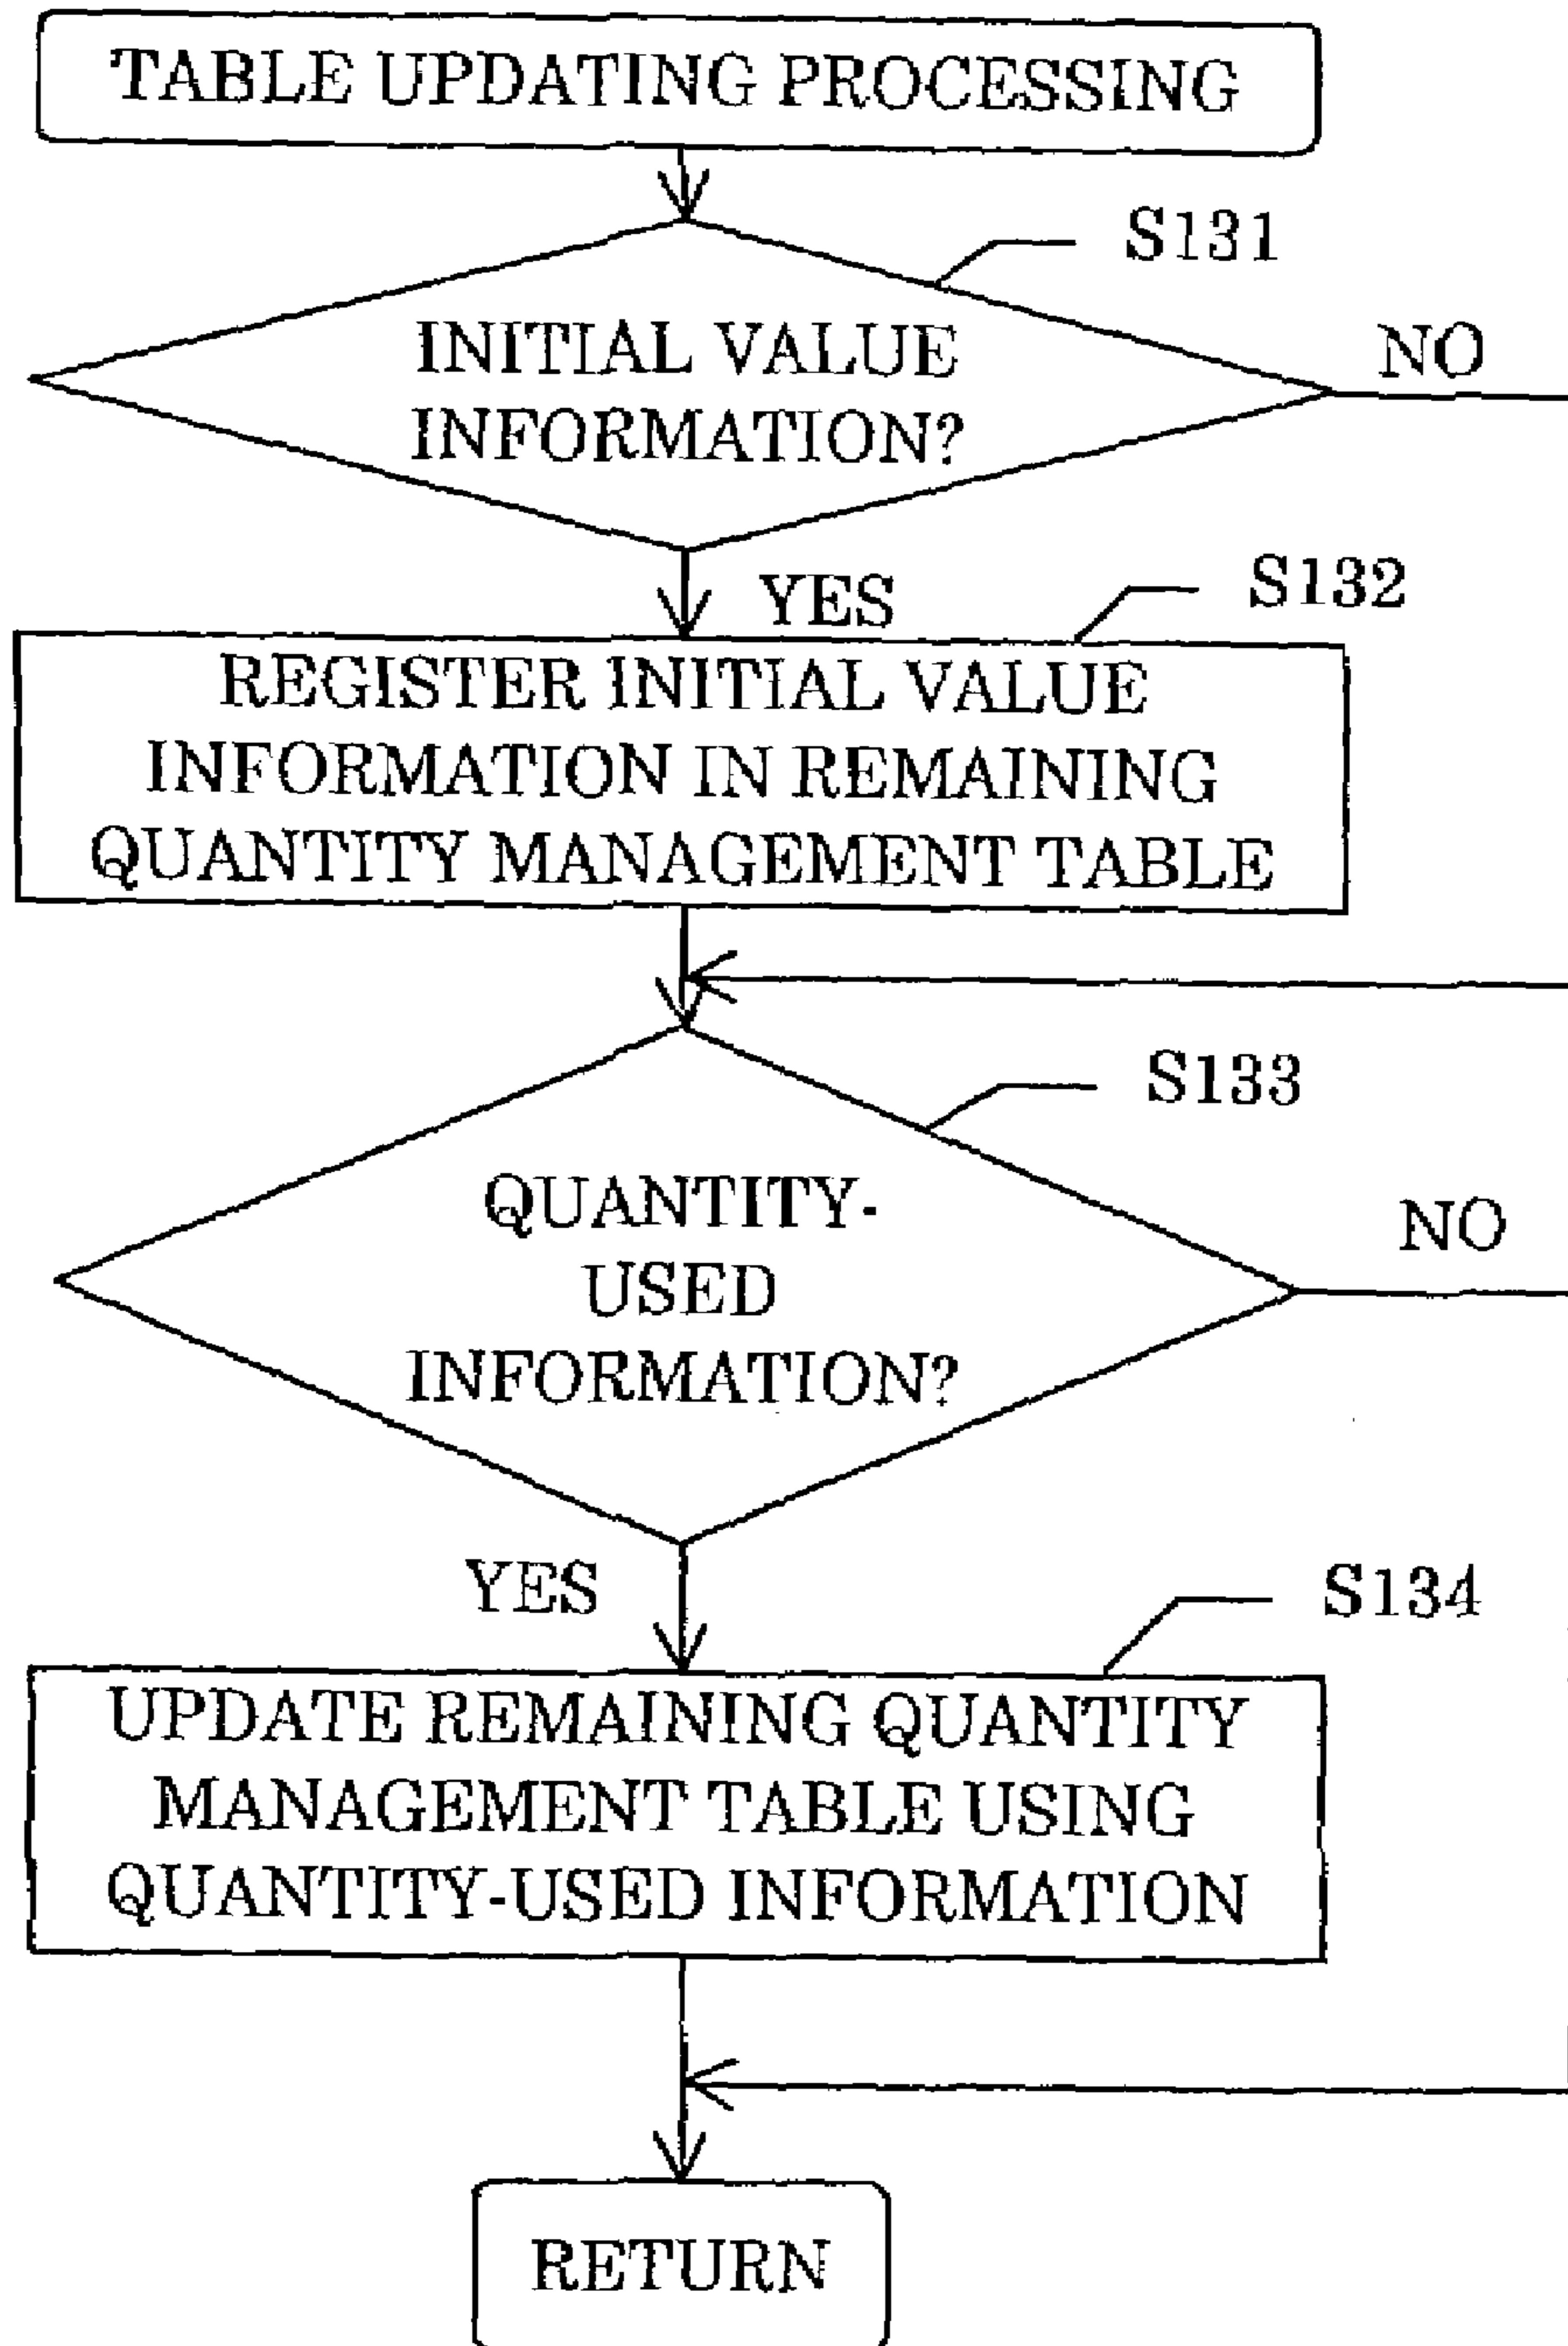 TABLE UPDATING PROCESSING
S131
INITIAL VALUE
INFORMATION?
NO
YES
S132
REGISTER INITIAL VALUE
INFORMATION IN REMAINING
QUANTITY MANAGEMENT TABLE
S133
QUANTITY-
USED
INFORMATION?
NO
YES
S134
UPDATE REMAINING QUANTITY
MANAGEMENT TABLE USING
QUANTITY-USED INFORMATION
RETURN